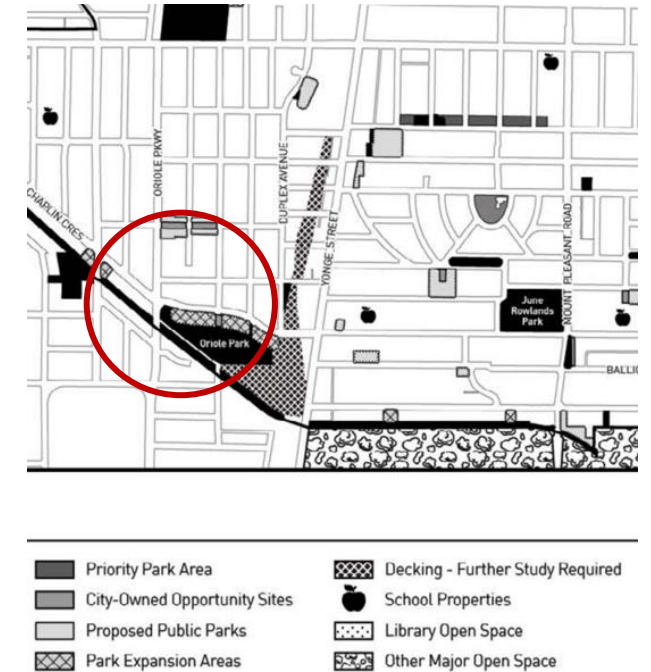 ORIOLE PKWY
DUPLEX AVENUE
CHAPLIN CRES
YONGE STREET
MOUNT PLEASANT ROAD
June
Rowlands
Park
Oriole Park
BALLIO
Priority Park Area
City-Owned Opportunity Sites
Proposed Public Parks
Park Expansion Areas
Decking - Further Study Required
School Properties
Library Open Space
Other Major Open Space